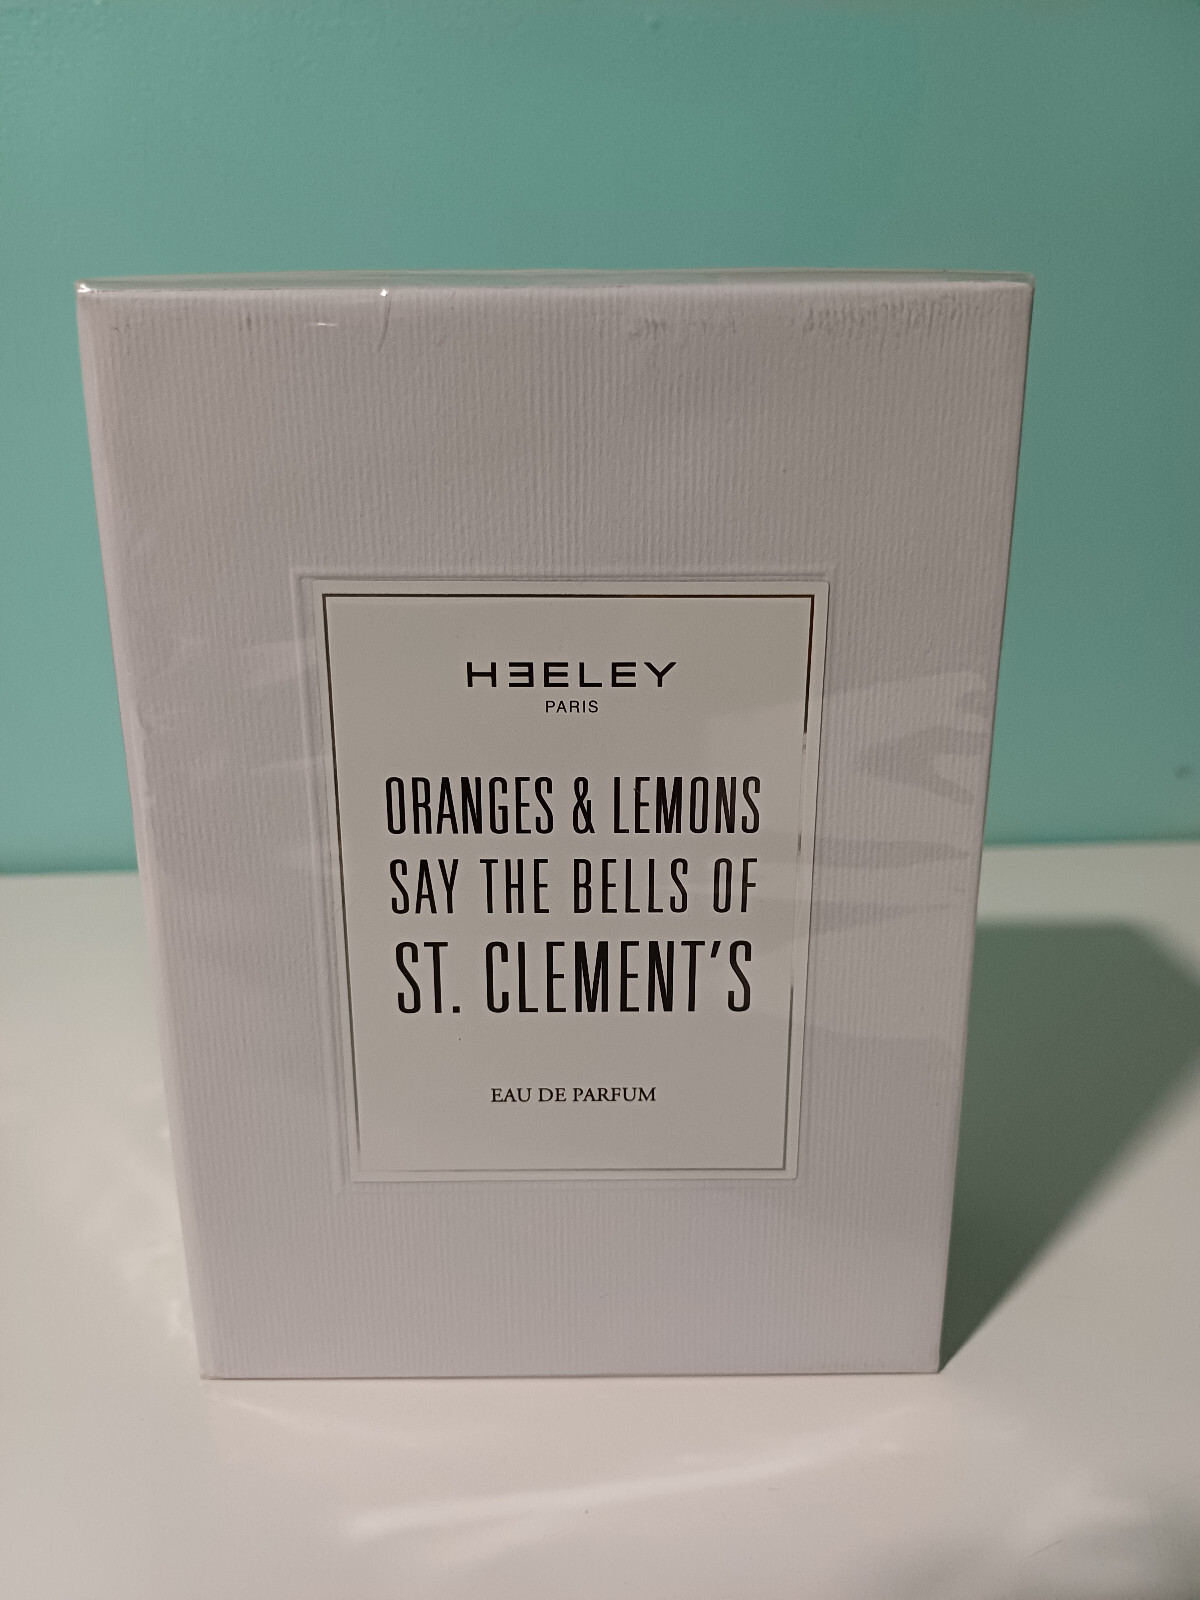 HEELEY
PARIS
ORANGES & LEMONS
SAY THE BELLS OF
ST. CLEMENT'S
EAU DE PARFUM